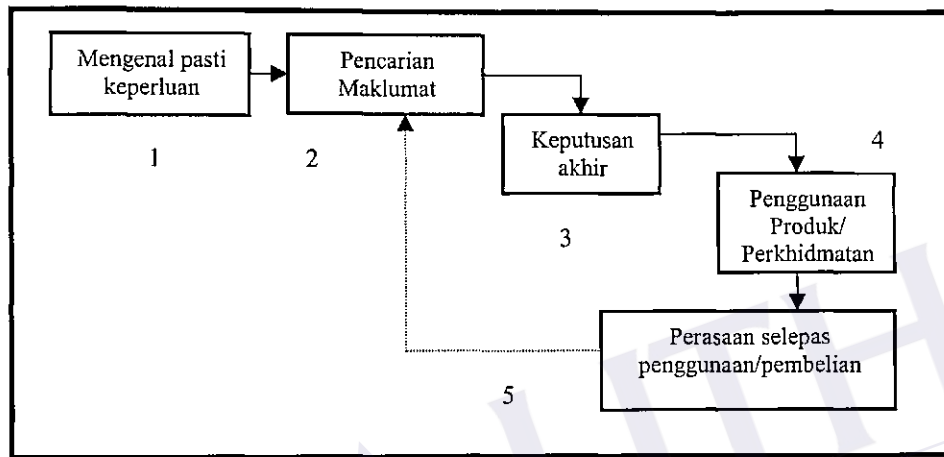 Mengenal pasti
keperluan
1
Pencarian
Maklumat
2
Keputusan
akhir
3
4
Penggunaan
Produk/
Perkhidmatan
Perasaan selepas
penggunaan/pembelian
5
UTH